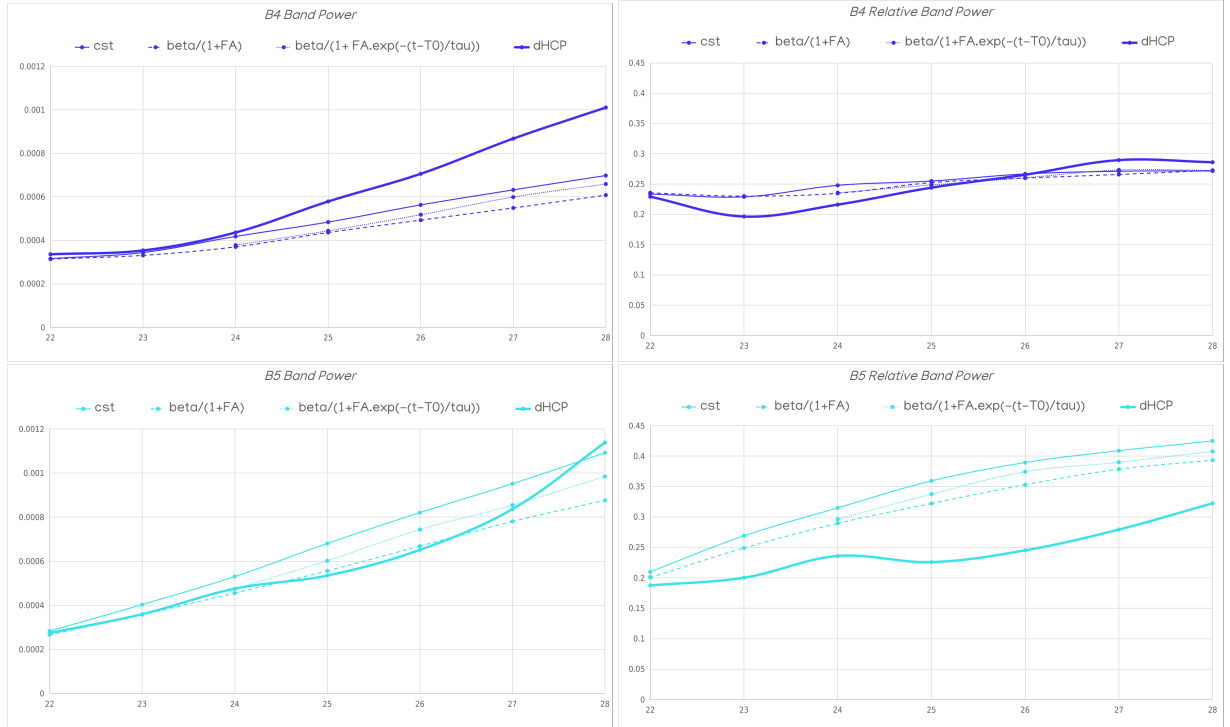 B4 Band Power
cst beta/(1+FA) beta/(1+ FA.exp(-(t-T0)/tau)) dHCP
0.0012
0.001
0.0008
0.0006
0.0004
0.0002
0
22 23 24 25 26 27 28
B4 Relative Band Power
cst beta/(1+FA) beta/(1+FA.exp(-(t-T0)/tau)) dHCP
0.45
0.4
0.35
0.3
0.25
0.2
0.15
0.1
0.05
0
22 23 24 25 26 27 28
B5 Band Power
cst beta/(1+FA) beta/(1+FA.exp(-(t-T0)/tau)) dHCP
0.0012
0.001
0.0008
0.0006
0.0004
0.0002
0
22 23 24 25 26 27 28
B5 Relative Band Power
cst beta/(1+FA) beta/(1+FA.exp(-(t-T0)/tau)) dHCP
0.45
0.4
0.35
0.3
0.25
0.2
0.15
0.1
0.05
0
22 23 24 25 26 27 28